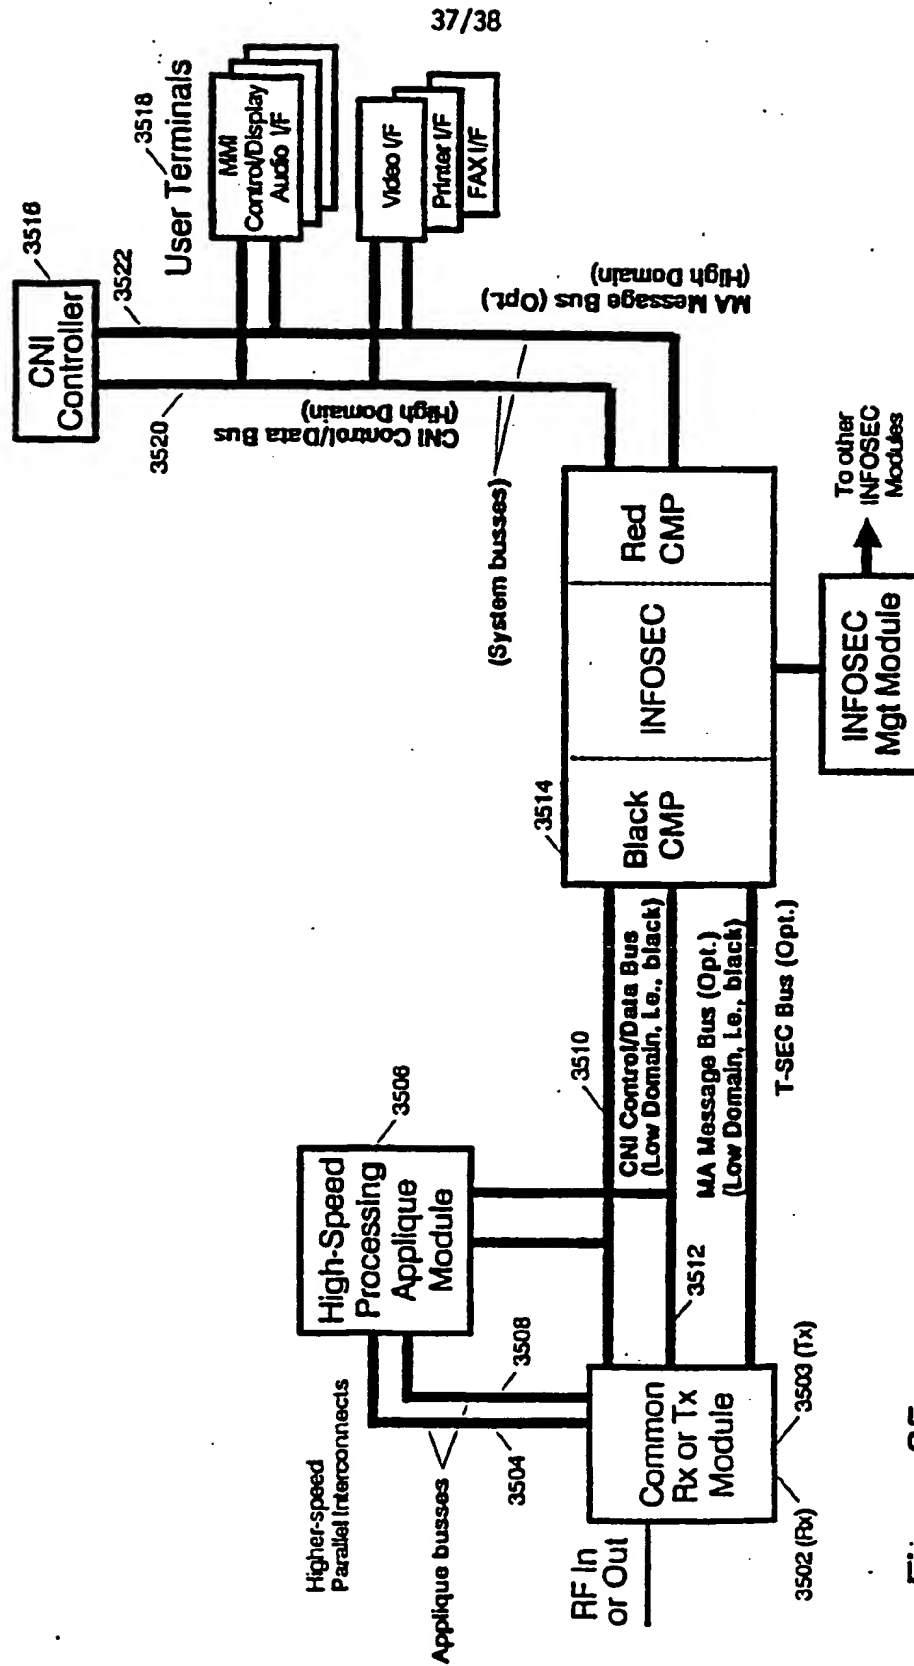 37/38
3516
CNI
Controller
3522
3518
User Terminals
MMI
Control/Display
Audio I/F
Video I/F
Printer I/F
FAX I/F
3520
CNI Control/Data Bus
(High Domain)
MA Message Bus (Opt.)
(High Domain)
(System busses)
3514
Black
CMP
INFOSEC
Red
CMP
INFOSEC
Mgt Module
To other
INFOSEC
Modules
3506
High-Speed
Processing
Applique
Module
Higher-speed
Parallel Interconnects
Applique busses
3504
3508
3510
CNI Control/Data Bus
(Low Domain, i.e., black)
3512
MA Message Bus (Opt.)
(Low Domain, i.e., black)
T-SEC Bus (Opt.)
RF In
or Out
Common
Rx or Tx
Module
3502 (Rx)
3503 (Tx)